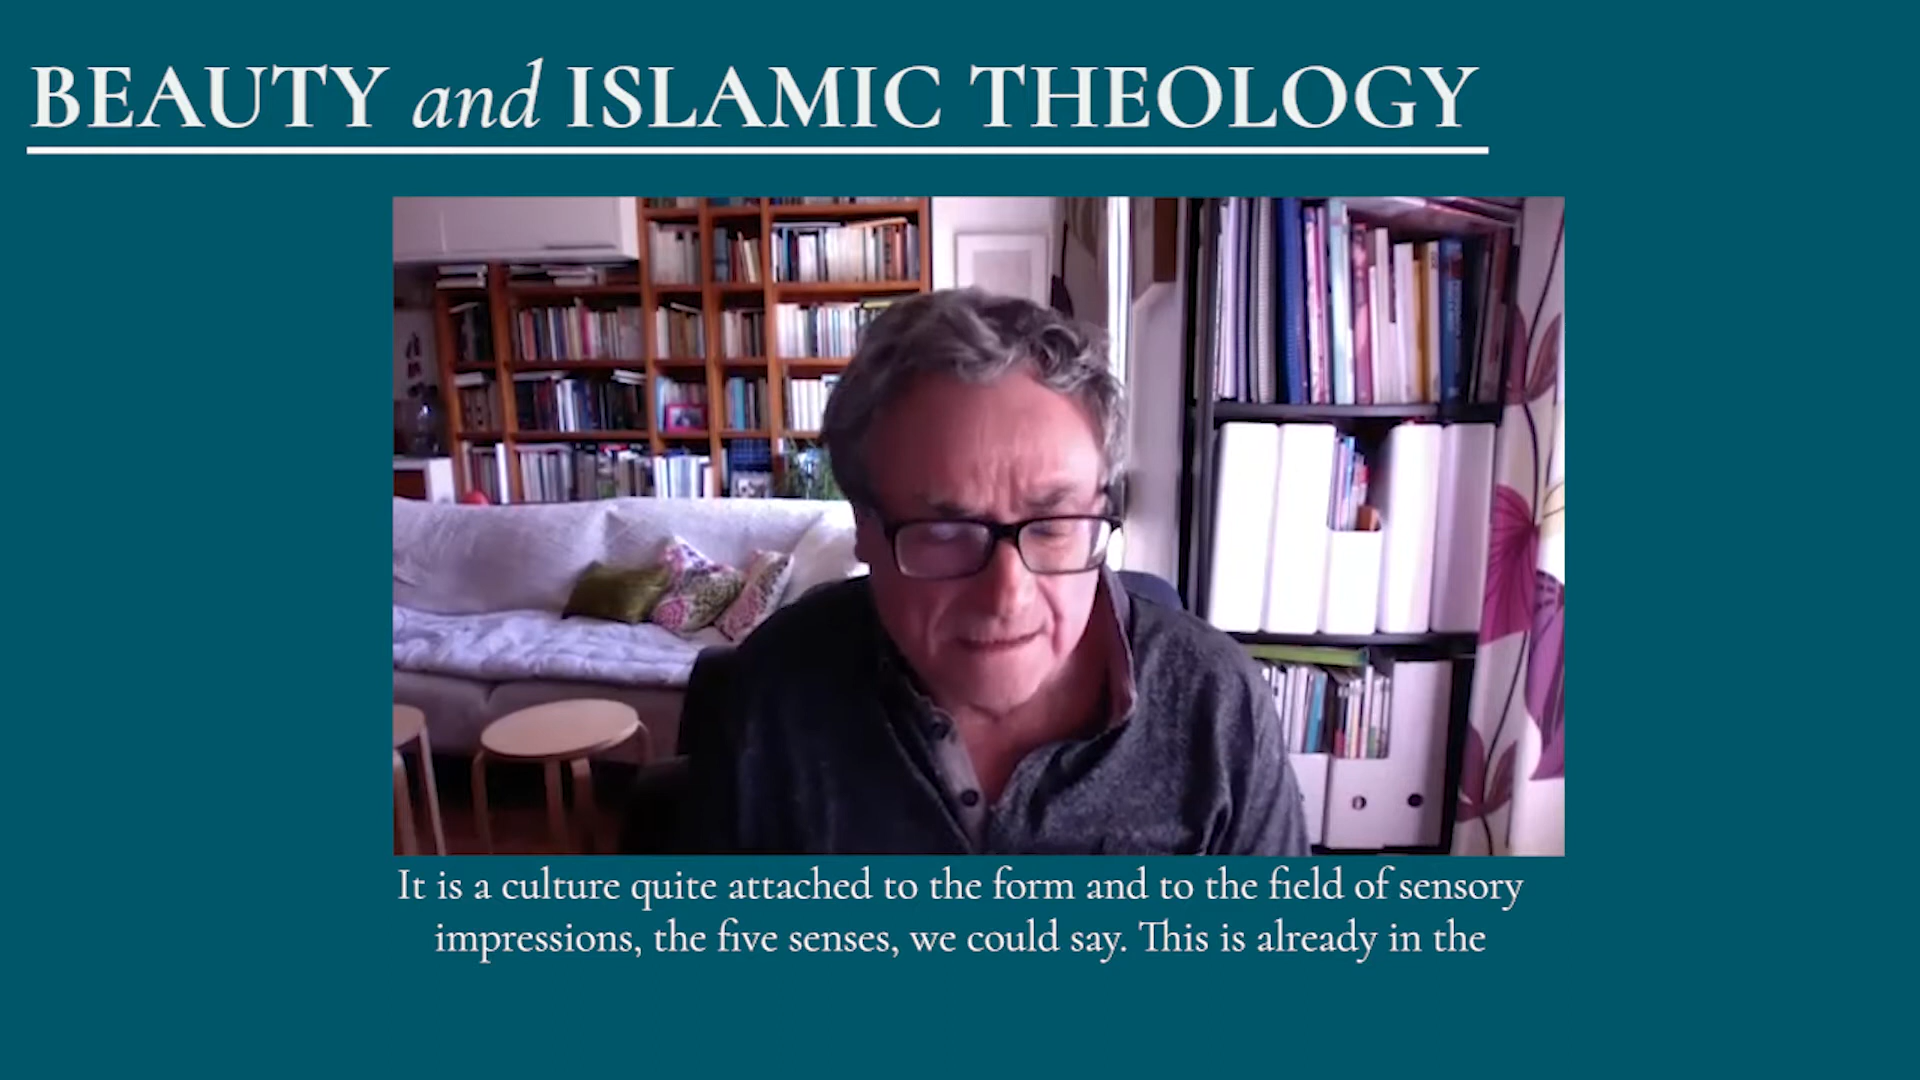 BEAUTY and ISLAMIC THEOLOGY
It is a culture quite attached to the form and to the field of sensory
impressions, the five senses, we could say. This is already in the